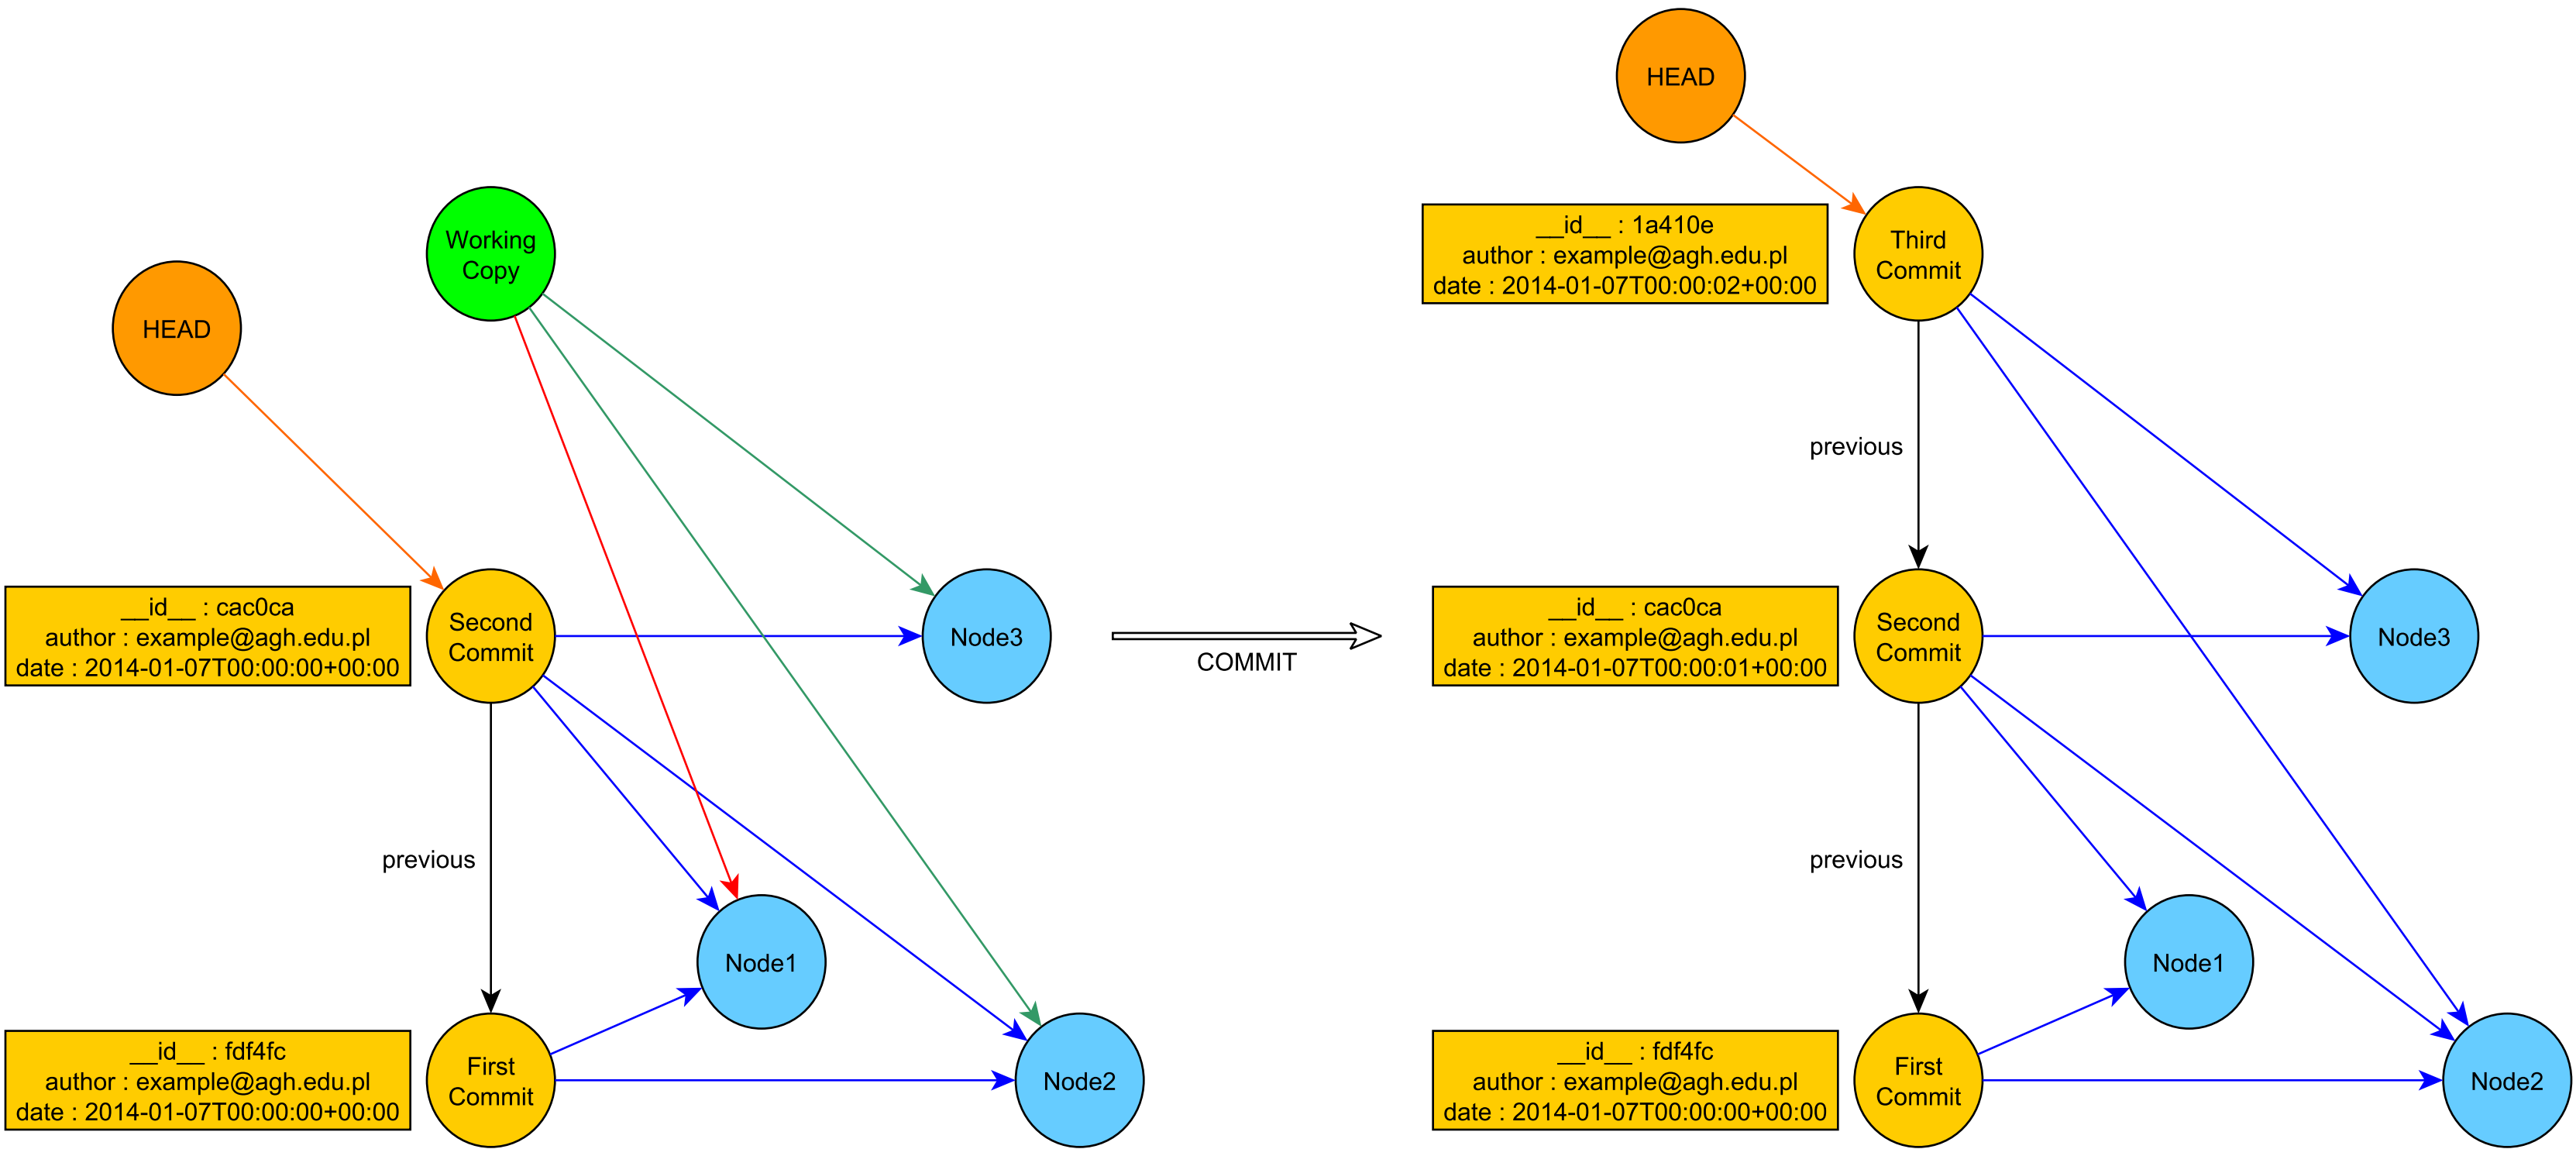 HEAD
Working
Copy
__id__ : cac0ca
author : example@agh.edu.pl
date : 2014-01-07T00:00:00+00:00
Second
Commit
Node3
previous
Node1
__id__ : fdf4fc
author : example@agh.edu.pl
date : 2014-01-07T00:00:00+00:00
First
Commit
Node2
COMMIT
HEAD
__id__ : 1a410e
author : example@agh.edu.pl
date : 2014-01-07T00:00:02+00:00
Third
Commit
previous
__id__ : cac0ca
author : example@agh.edu.pl
date : 2014-01-07T00:00:01+00:00
Second
Commit
Node3
previous
Node1
__id__ : fdf4fc
author : example@agh.edu.pl
date : 2014-01-07T00:00:00+00:00
First
Commit
Node2